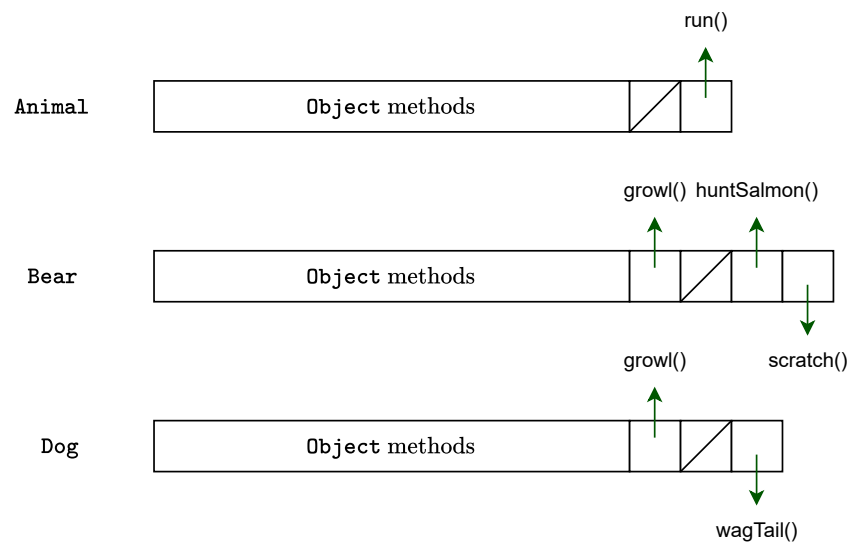 run()
Animal Object methods
growl() huntSalmon()
Bear Object methods
growl() scratch()
Dog Object methods
wagTail()